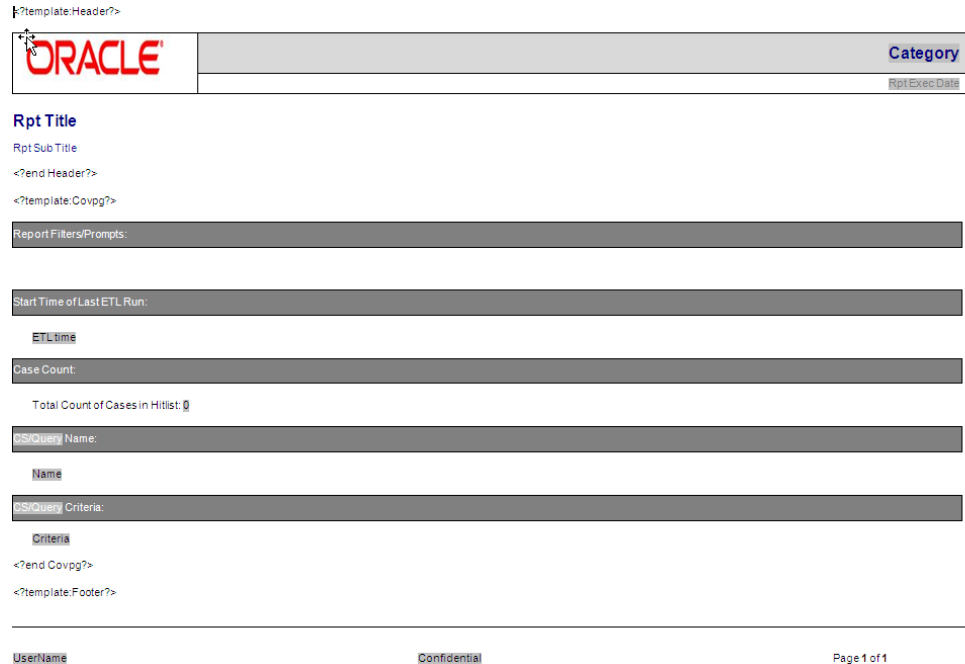 <?template:Header?>
ORACLE
Category
Rpt Exec Date
Rpt Title
Rpt Sub Title
<?end Header?>
<?template:Covpg?>
Report Filters/Prompts:
Start Time of Last ETL Run:
ETL time
Case Count:
Total Count of Cases in Hitlist: 0
CS/Query Name:
Name
CS/Query Criteria:
Criteria
<?end Covpg?>
<?template:Footer?>
UserName Confidential Page 1 of 1